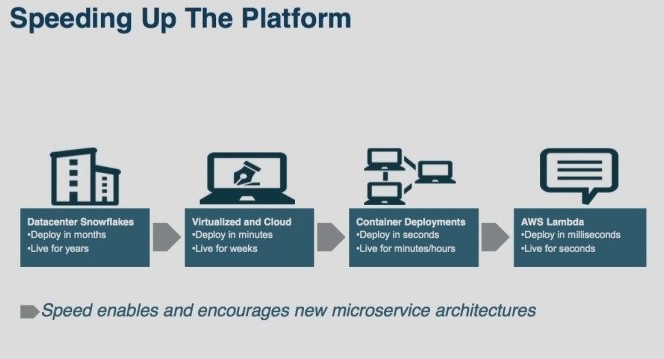 Speeding Up The Platform
Datacenter Snowflakes
•Deploy in months
•Live for years
Virtualized and Cloud
•Deploy in minutes
•Live for weeks
Container Deployments
•Deploy in seconds
•Live for minutes/hours
AWS Lambda
•Deploy in milliseconds
•Live for seconds
Speed enables and encourages new microservice architectures